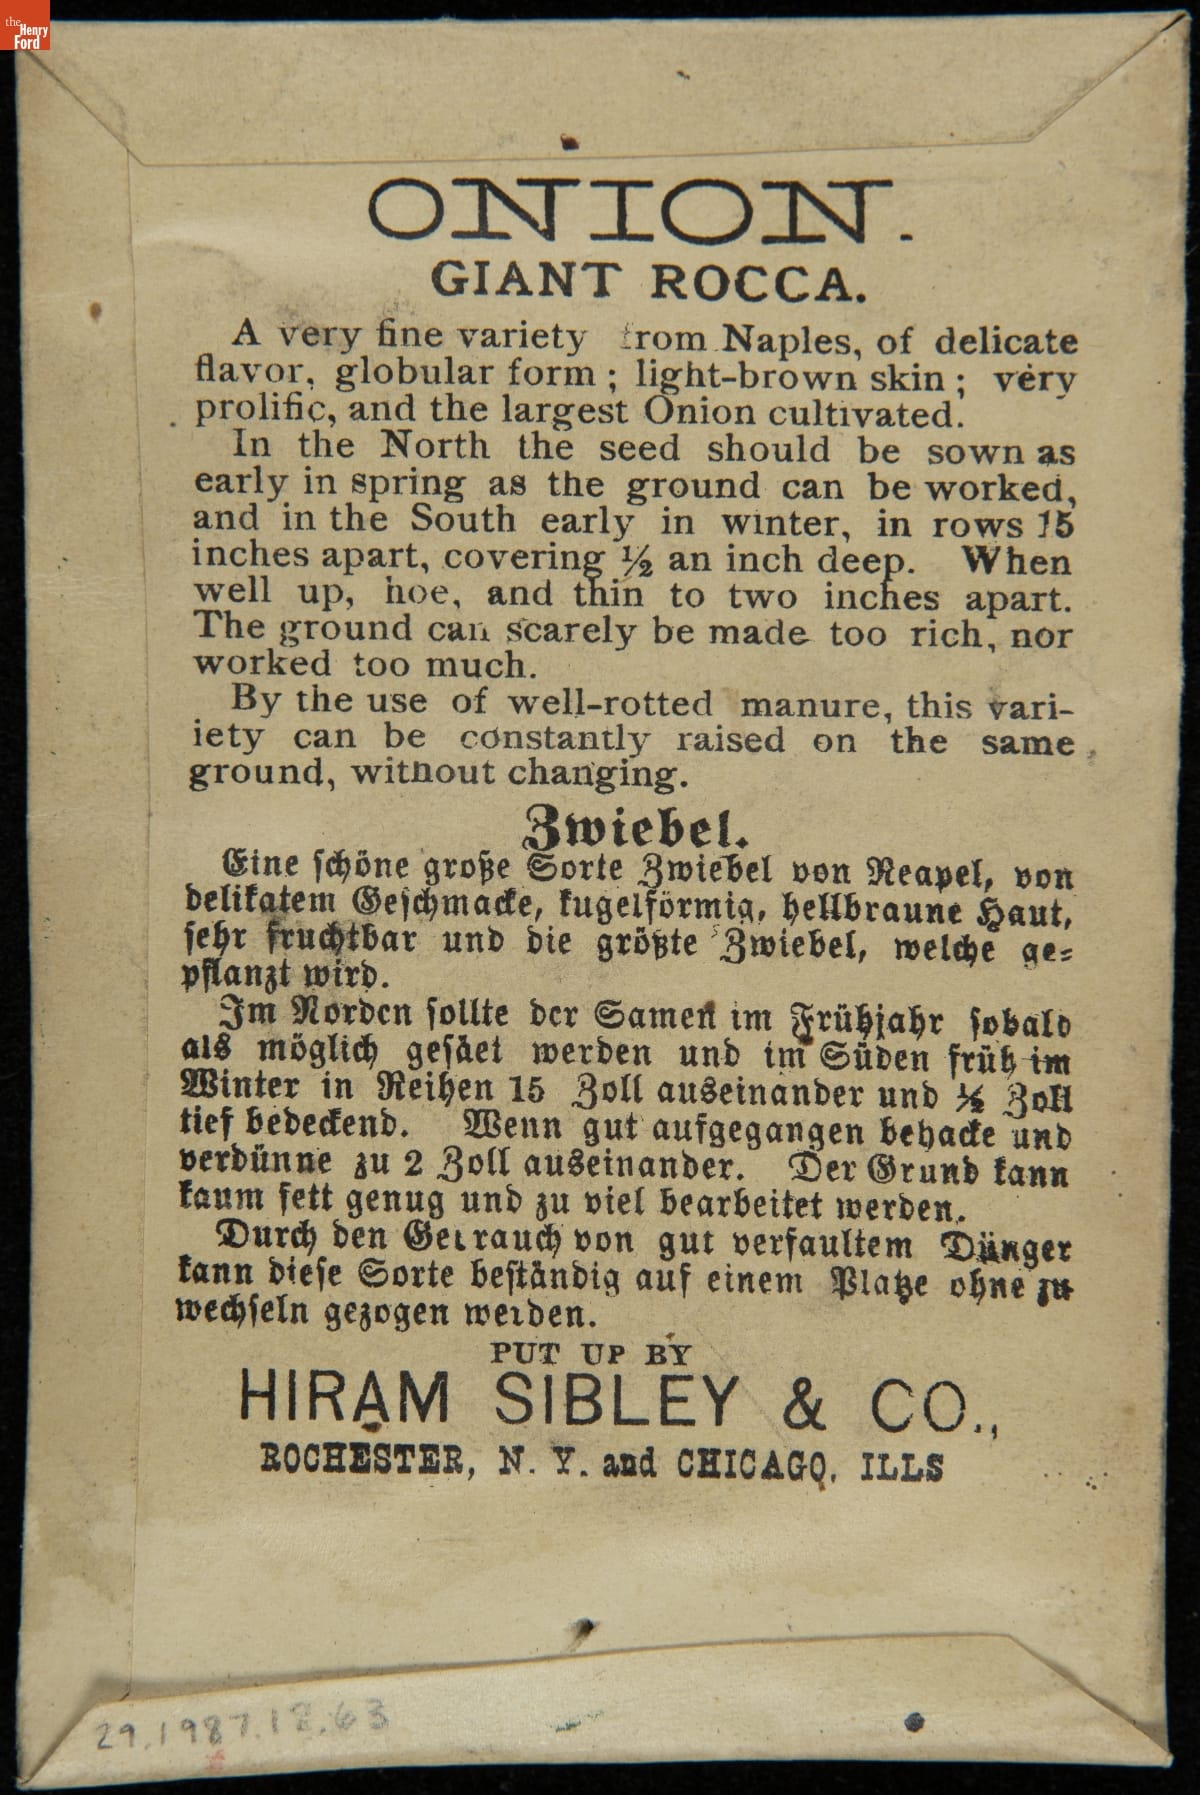 the
Henry
Ford
ONION.
GIANT ROCCA.
A very fine variety from Naples, of delicate
flavor, globular form; light-brown skin; very
prolific, and the largest Onion cultivated.
In the North the seed should be sown as
early in spring as the ground can be worked,
and in the South early in winter, in rows 15
inches apart, covering ½ an inch deep. When
well up, hoe, and thin to two inches apart.
The ground can scarely be made too rich, nor
worked too much.
By the use of well-rotted manure, this vari-
iety can be constantly raised on the same
ground, without changing.
Zwiebel.
Eine schöne große Sorte Zwiebel von Neapel, von
delikatem Geschmacke, kugelförmig, hellbraune Haut,
sehr fruchtbar und die größte Zwiebel, welche ge-
pflanzt wird.
Im Norden sollte der Samen im Frühjahr sobald
als möglich gesäet werden und im Süden früh im
Winter in Reihen 15 Zoll auseinander und ½ Zoll
tief bedeckend. Wenn gut aufgegangen behacke und
verdünne zu 2 Zoll auseinander. Der Grund kann
kaum fett genug und zu viel bearbeitet werden.
Durch den Gebrauch von gut verfaultem Dünger
kann diese Sorte beständig auf einem Platze ohne zu
wechseln gezogen werden.
PUT UP BY
HIRAM SIBLEY & CO.,
ROCHESTER, N. Y. and CHICAGO, ILLS
29.1987.12.63